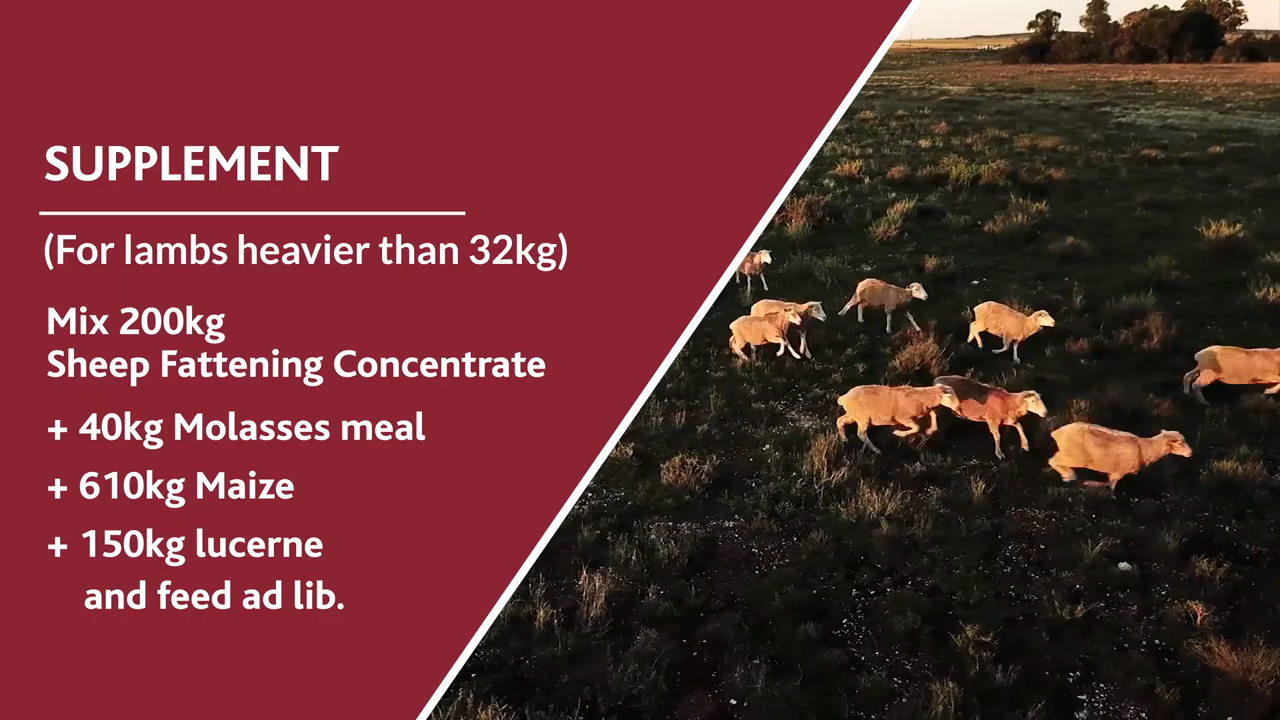 SUPPLEMENT
(For lambs heavier than 32kg)
Mix 200kg
Sheep Fattening Concentrate
+ 40kg Molasses meal
+ 610kg Maize
+ 150kg lucerne
and feed ad lib.